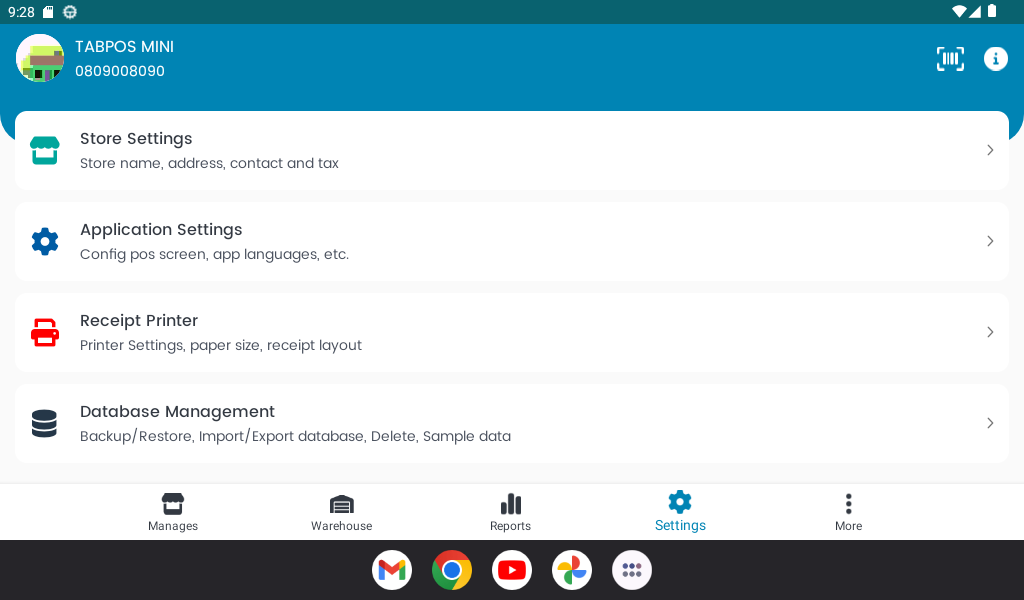 9:28
TABPOS MINI
0809008090
Store Settings
Store name, address, contact and tax
Application Settings
Config pos screen, app languages, etc.
Receipt Printer
Printer Settings, paper size, receipt layout
Database Management
Backup/Restore, Import/Export database, Delete, Sample data
Manages
Warehouse
Reports
Settings
More